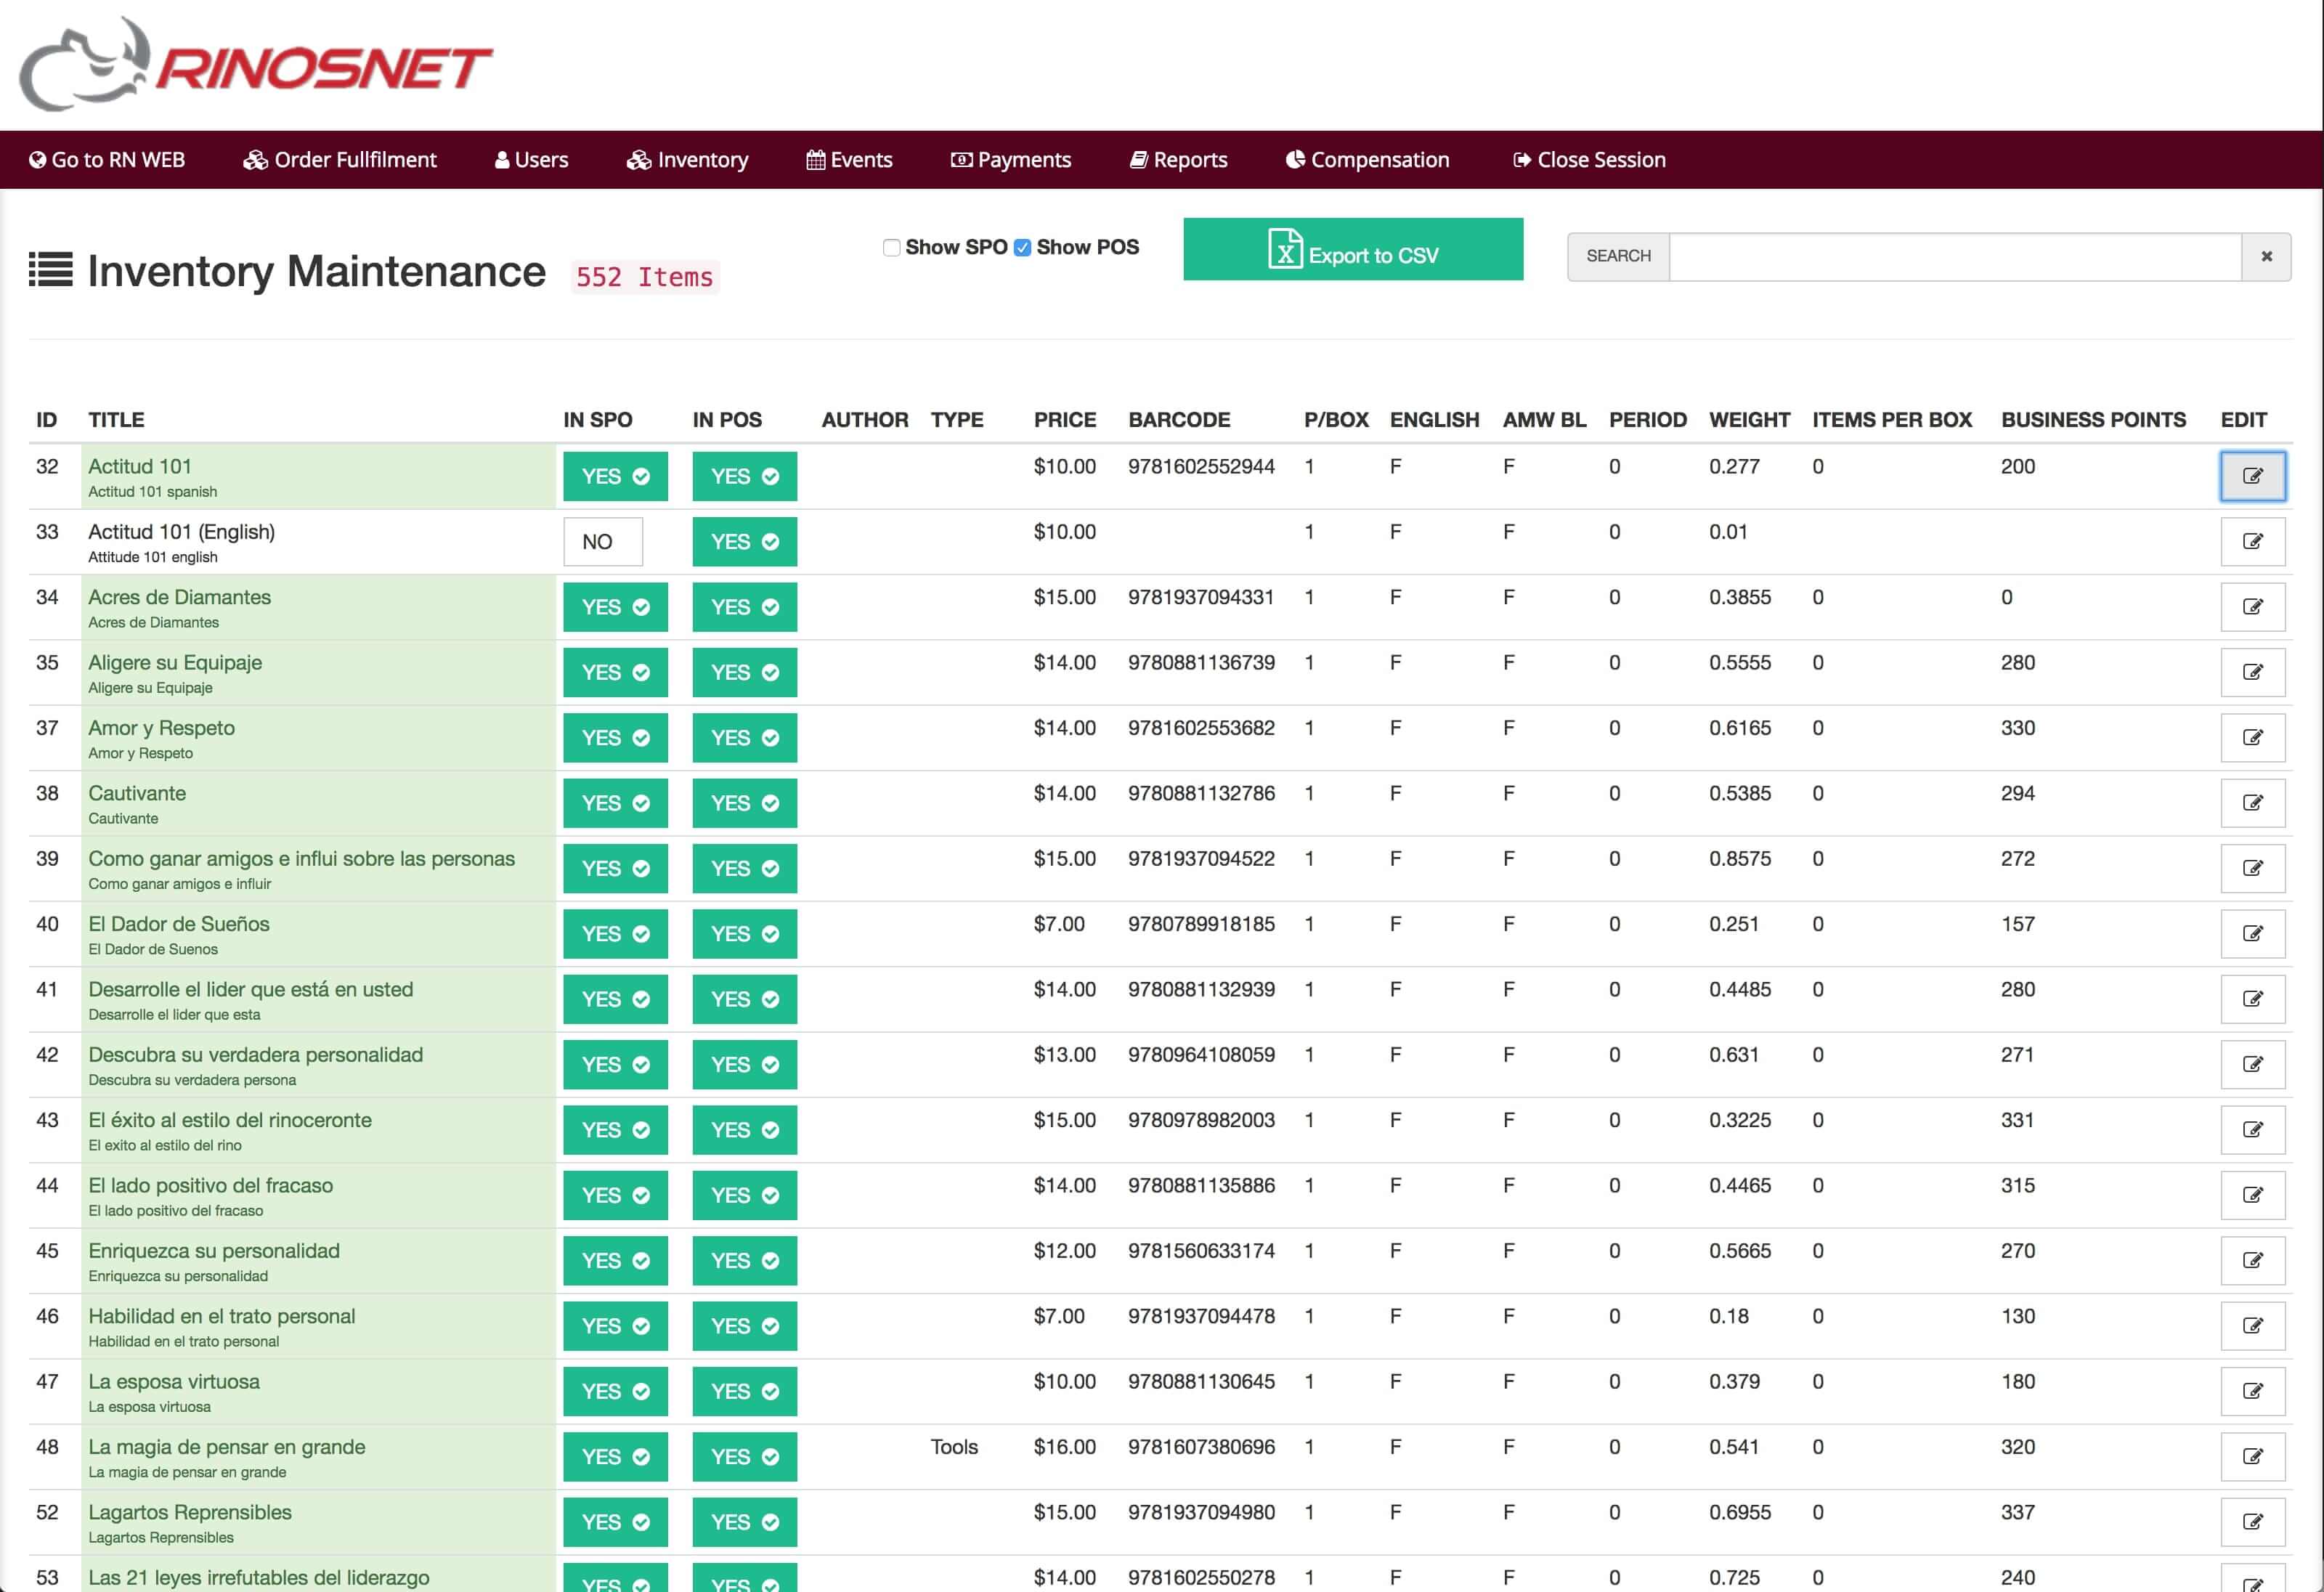 RINOSNET
Go to RN WEB Order Fullfilment Users Inventory Events Payments Reports Compensation Close Session
Inventory Maintenance 552 Items Show SPO Show POS Export to CSV SEARCH
ID TITLE IN SPO IN POS AUTHOR TYPE PRICE BARCODE P/BOX ENGLISH AMW BL PERIOD WEIGHT ITEMS PER BOX BUSINESS POINTS EDIT
32 Actitud 101 YES YES $10.00 9781602552944 1 F F 0 0.277 0 200
Actitud 101 spanish
33 Actitud 101 (English) NO YES $10.00 1 F F 0 0.01
Attitude 101 english
34 Acres de Diamantes YES YES $15.00 9781937094331 1 F F 0 0.3855 0 0
Acres de Diamantes
35 Aligere su Equipaje YES YES $14.00 9780881136739 1 F F 0 0.5555 0 280
Aligere su Equipaje
37 Amor y Respeto YES YES $14.00 9781602553682 1 F F 0 0.6165 0 330
Amor y Respeto
38 Cautivante YES YES $14.00 9780881132786 1 F F 0 0.5385 0 294
Cautivante
39 Como ganar amigos e influi sobre las personas YES YES $15.00 9781937094522 1 F F 0 0.8575 0 272
Como ganar amigos e influir
40 El Dador de Sueños YES YES $7.00 9780789918185 1 F F 0 0.251 0 157
El Dador de Suenos
41 Desarrolle el lider que está en usted YES YES $14.00 9780881132939 1 F F 0 0.4485 0 280
Desarrolle el lider que esta
42 Descubra su verdadera personalidad YES YES $13.00 9780964108059 1 F F 0 0.631 0 271
Descubra su verdadera persona
43 El éxito al estilo del rinoceronte YES YES $15.00 9780978982003 1 F F 0 0.3225 0 331
El exito al estilo del rino
44 El lado positivo del fracaso YES YES $14.00 9780881135886 1 F F 0 0.4465 0 315
El lado positivo del fracaso
45 Enriquezca su personalidad YES YES $12.00 9781560633174 1 F F 0 0.5665 0 270
Enriquezca su personalidad
46 Habilidad en el trato personal YES YES $7.00 9781937094478 1 F F 0 0.18 0 130
Habilidad en el trato personal
47 La esposa virtuosa YES YES $10.00 9780881130645 1 F F 0 0.379 0 180
La esposa virtuosa
48 La magia de pensar en grande YES YES Tools $16.00 9781607380696 1 F F 0 0.541 0 320
La magia de pensar en grande
52 Lagartos Reprensibles YES YES $15.00 9781937094980 1 F F 0 0.6955 0 337
Lagartos Reprensibles
53 Las 21 leyes irrefutables del liderazgo YES YES $14.00 9781602550278 1 F F 0 0.725 0 240